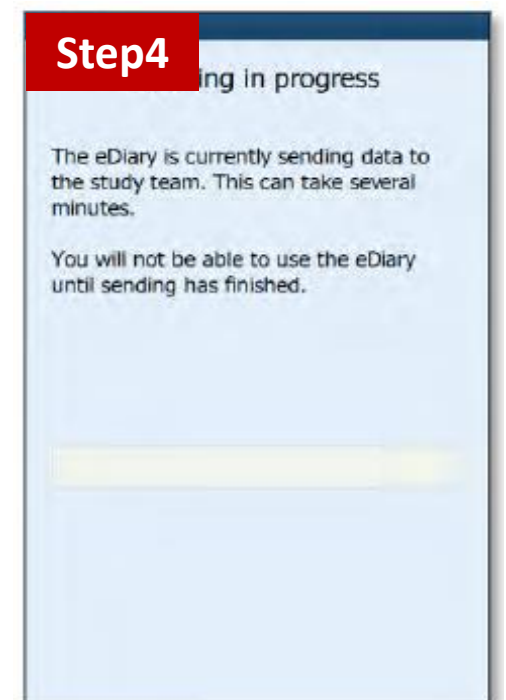 Step4
ing in progress
The eDiary is currently sending data to
the study team. This can take several
minutes.
You will not be able to use the eDiary
until sending has finished.